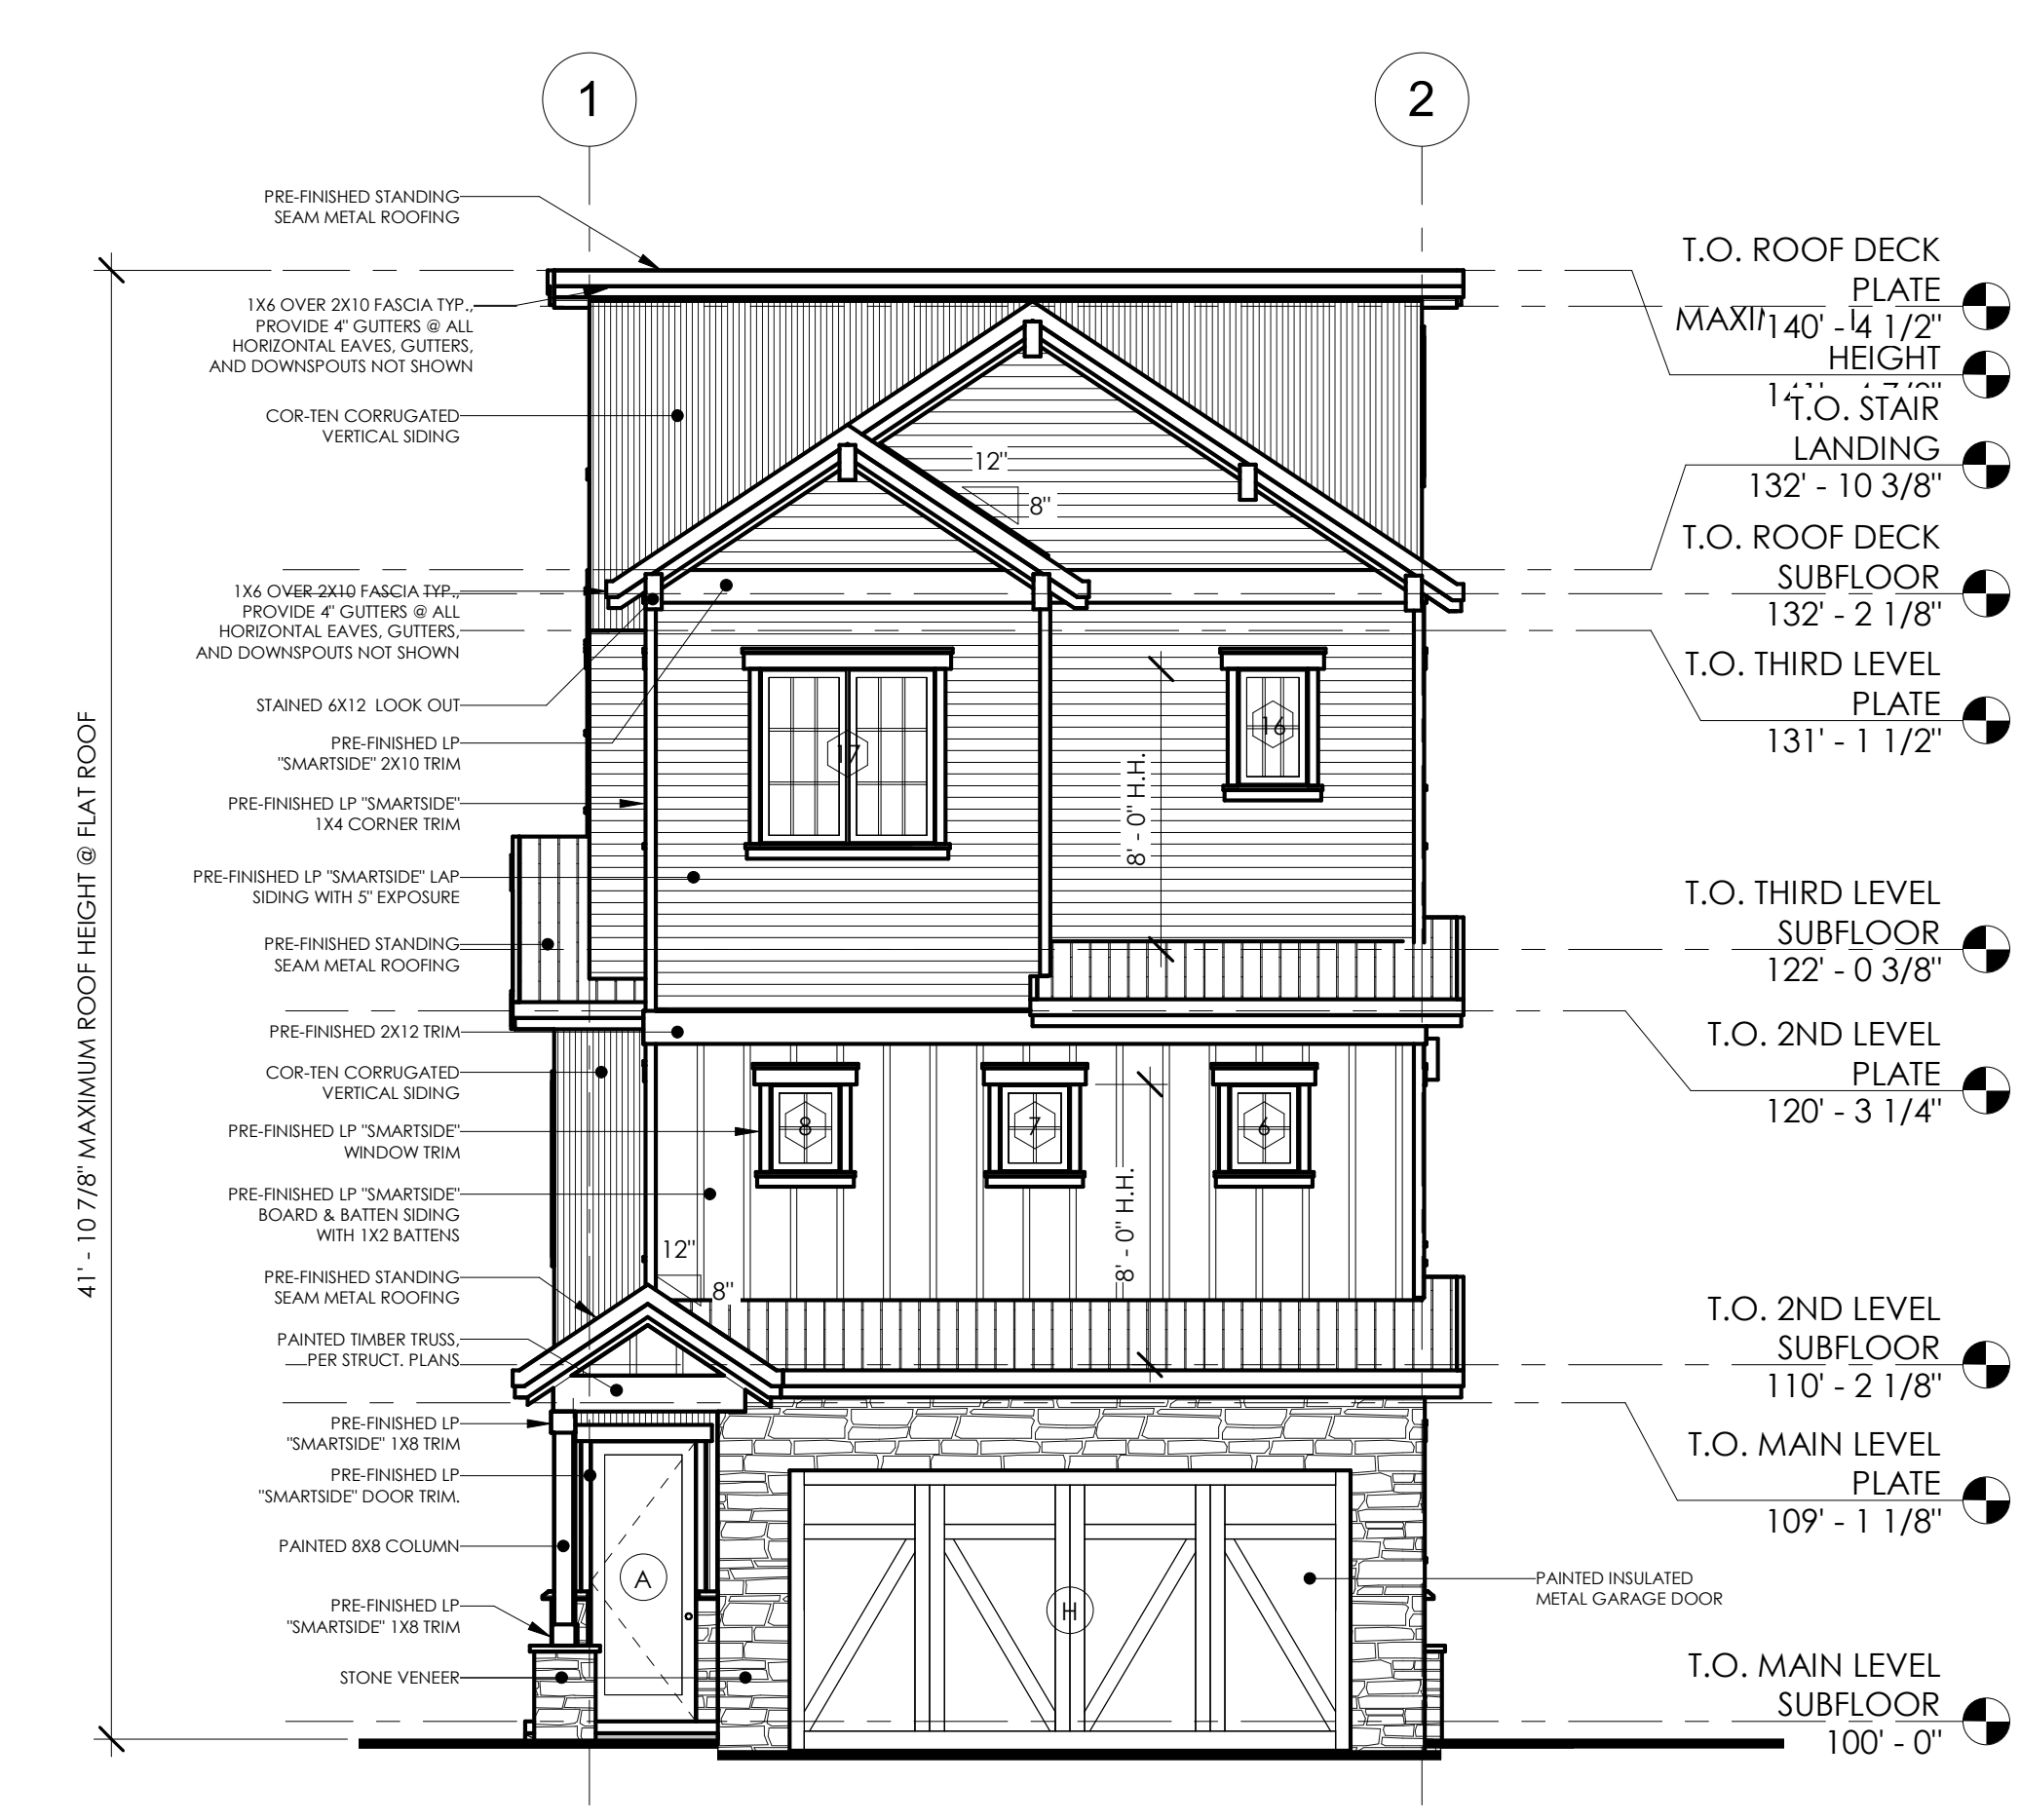 1
2
PRE-FINISHED STANDING
SEAM METAL ROOFING
1X6 OVER 2X10 FASCIA TYP.,
PROVIDE 4" GUTTERS @ ALL
HORIZONTAL EAVES, GUTTERS,
AND DOWNSPOUTS NOT SHOWN
COR-TEN CORRUGATED
VERTICAL SIDING
1X6 OVER 2X10 FASCIA TYP.,
PROVIDE 4" GUTTERS @ ALL
HORIZONTAL EAVES, GUTTERS,
AND DOWNSPOUTS NOT SHOWN
STAINED 6X12 LOOK OUT
PRE-FINISHED LP
"SMARTSIDE" 2X10 TRIM
PRE-FINISHED LP "SMARTSIDE"
1X4 CORNER TRIM
PRE-FINISHED LP "SMARTSIDE" LAP
SIDING WITH 5" EXPOSURE
PRE-FINISHED STANDING
SEAM METAL ROOFING
PRE-FINISHED 2X12 TRIM
COR-TEN CORRUGATED
VERTICAL SIDING
PRE-FINISHED LP "SMARTSIDE"
WINDOW TRIM
PRE-FINISHED LP "SMARTSIDE"
BOARD & BATTEN SIDING
WITH 1X2 BATTENS
PRE-FINISHED STANDING
SEAM METAL ROOFING
PAINTED TIMBER TRUSS,
PER STRUCT. PLANS
PRE-FINISHED LP
"SMARTSIDE" 1X8 TRIM
PRE-FINISHED LP
"SMARTSIDE" DOOR TRIM.
PAINTED 8X8 COLUMN
PRE-FINISHED LP
"SMARTSIDE" 1X8 TRIM
STONE VENEER
41' - 10 7/8" MAXIMUM ROOF HEIGHT @ FLAT ROOF
12"
8"
17
16
8' - 0" H.H.
8
7
6
8' - 0" H.H.
12"
8"
A
H
PAINTED INSULATED
METAL GARAGE DOOR
T.O. ROOF DECK
PLATE
140' - 4 1/2"
HEIGHT
T.O. STAIR
LANDING
132' - 10 3/8"
T.O. ROOF DECK
SUBFLOOR
132' - 2 1/8"
T.O. THIRD LEVEL
PLATE
131' - 1 1/2"
T.O. THIRD LEVEL
SUBFLOOR
122' - 0 3/8"
T.O. 2ND LEVEL
PLATE
120' - 3 1/4"
T.O. 2ND LEVEL
SUBFLOOR
110' - 2 1/8"
T.O. MAIN LEVEL
PLATE
109' - 1 1/8"
T.O. MAIN LEVEL
SUBFLOOR
100' - 0"